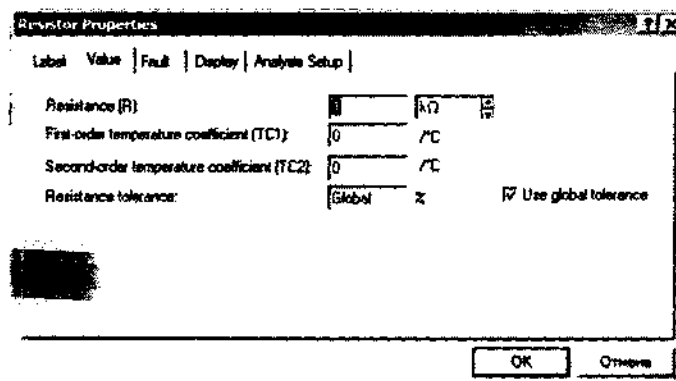 Resistor Properties
Label Value Fault Display Analysis Setup
Resistance (R): kΩ
First-order temperature coefficient (TC1): 0 /°C
Second-order temperature coefficient (TC2): 0 /°C
Resistance tolerance: Global % Use global tolerance
OK Отмена